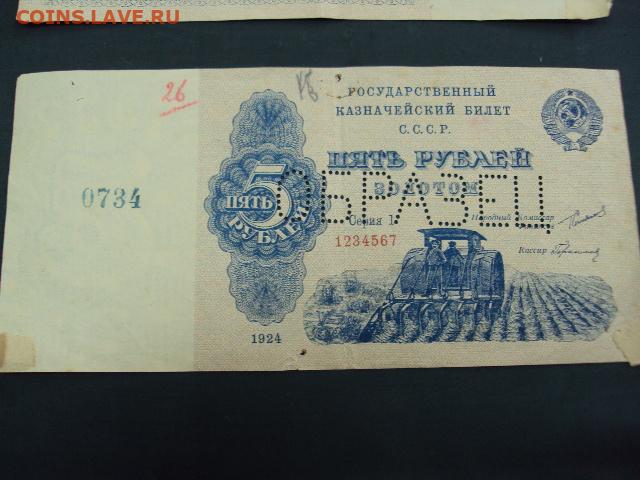 COINS.LAVE.RU
26
ГОСУДАРСТВЕННЫЙ
КАЗНАЧЕЙСКИЙ БИЛЕТ
С.С.С.Р.
ПЯТЬ РУБЛЕЙ
ЗОЛОТОМ
ОБРАЗЕЦ
0734
5
ПЯТЬ
РУБЛЕЙ
Серия 1
1234567
Народный Комиссар
Кассир
1924